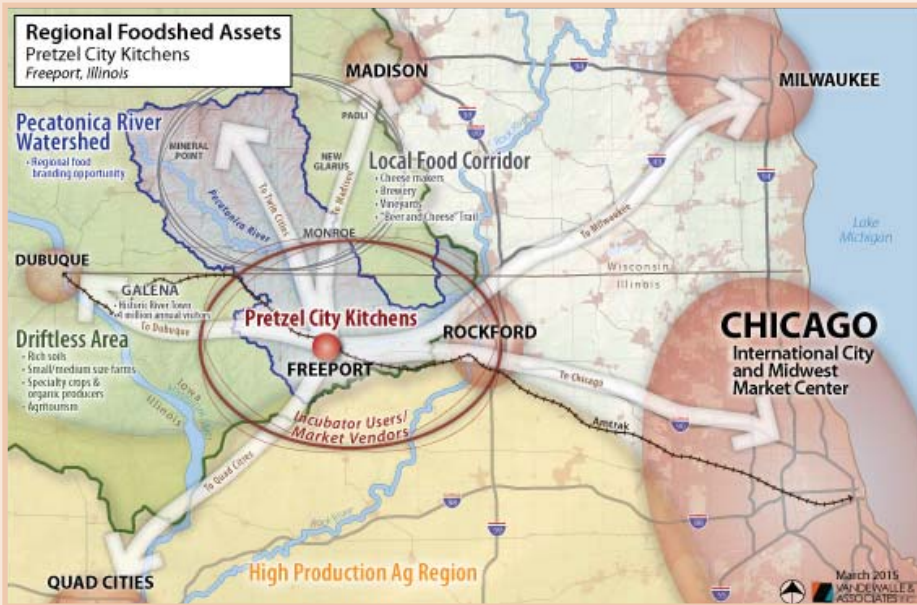 Regional Foodshed Assets
Pretzel City Kitchens
Freeport, Illinois
MADISON
MILWAUKEE
Pecatonica River
Watershed
• Regional food
branding opportunity
MINERAL
POINT
PAOLI
NEW
GLARUS
Local Food Corridor
• Cheese makers
• Brewery
• Vineyards
• "Beer and Cheese" Trail
Pecatonica River
To Twin Cities
To Madison
MONROE
To Milwaukee
Lake
Michigan
DUBUQUE
Wisconsin
Illinois
GALENA
• Historic River Town
To Dubuque
Pretzel City Kitchens
FREEPORT
ROCKFORD
CHICAGO
International City
and Midwest
Market Center
Driftless Area
• Rich soils
• Small/medium size farms
• Specialty crops &
organic producers
• Agritourism
Iowa
Illinois
Incubator Users/
Market Vendors
To Chicago
Amtrak
To Quad Cities
Rock River
High Production Ag Region
QUAD CITIES
March 2015
VANDEWALLE &
ASSOCIATES INC.